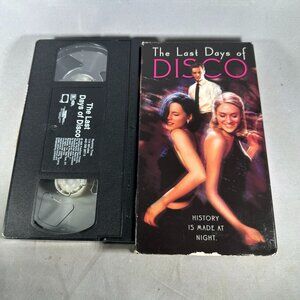 The Last
Days of Disco
The Last Days of
DISCO
HISTORY
IS MADE AT
NIGHT.